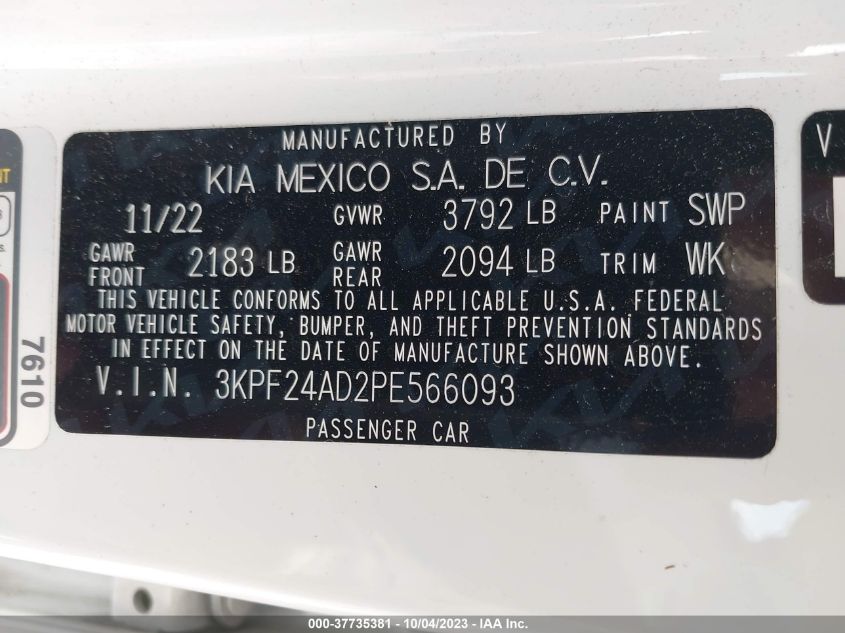 MANUFACTURED BY
KIA MEXICO S.A. DE C.V.
11/22 GVWR 3792 LB PAINT SWP
GAWR FRONT 2183 LB GAWR REAR 2094 LB TRIM WK
THIS VEHICLE CONFORMS TO ALL APPLICABLE U.S.A. FEDERAL
MOTOR VEHICLE SAFETY, BUMPER, AND THEFT PREVENTION STANDARDS
IN EFFECT ON THE DATE OF MANUFACTURE SHOWN ABOVE.
V.I.N. 3KPF24AD2PE566093
PASSENGER CAR
7610
V
000-37735381 - 10/04/2023 - IAA Inc.